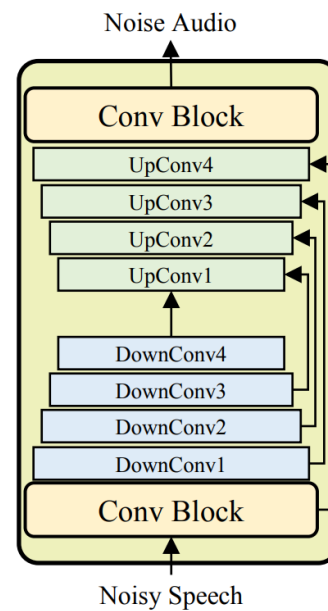 Noise Audio
Conv Block
UpConv4
UpConv3
UpConv2
UpConv1
DownConv4
DownConv3
DownConv2
DownConv1
Conv Block
Noisy Speech